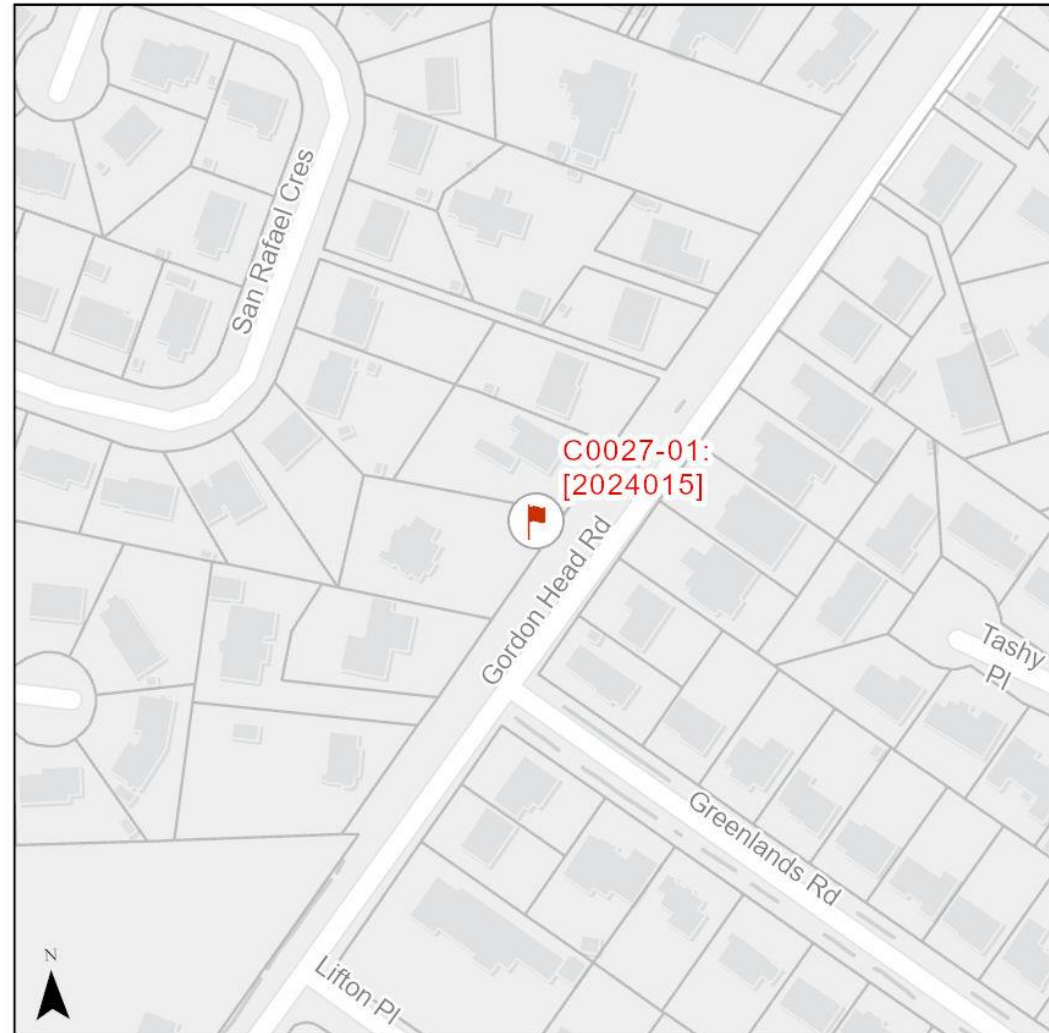 San Rafael Cres
C0027-01:
[2024015]
Gordon Head Rd
Tashy
Pl
Greenlands Rd
Lifton Pl
N